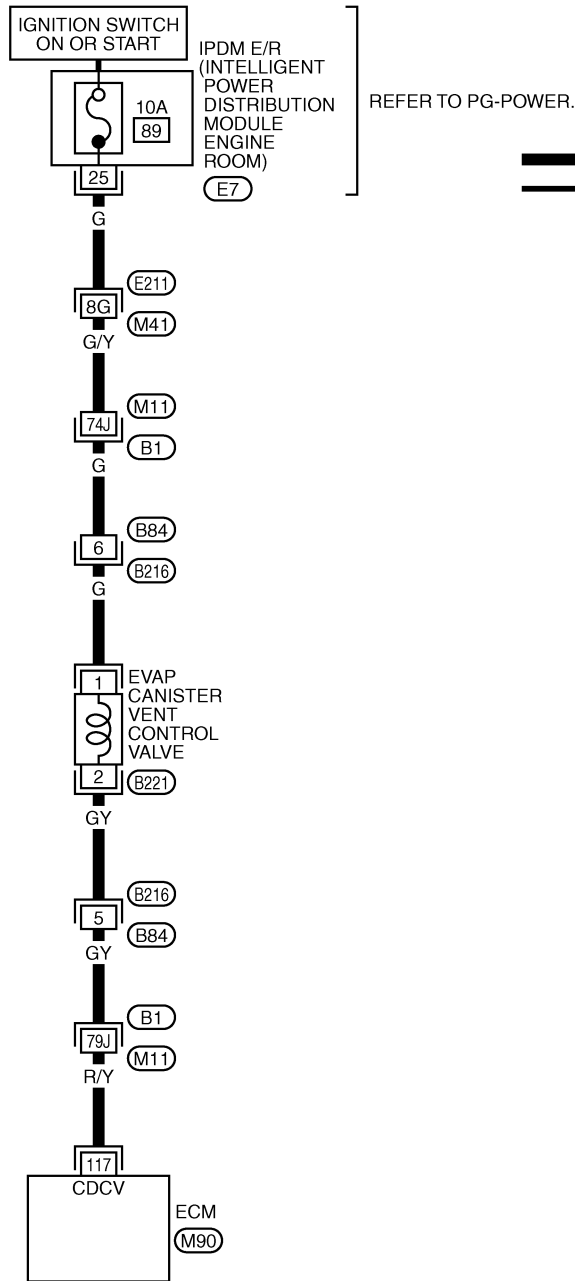 IGNITION SWITCH
ON OR START
IPDM E/R
(INTELLIGENT
POWER
DISTRIBUTION
MODULE
ENGINE
ROOM)
REFER TO PG-POWER.
10A
89
25
E7
G
E211
8G
M41
G/Y
M11
74J
B1
G
B84
6
B216
G
1
EVAP
CANISTER
VENT
CONTROL
VALVE
2
B221
GY
B216
5
B84
GY
B1
79J
M11
R/Y
117
CDCV
ECM
M90